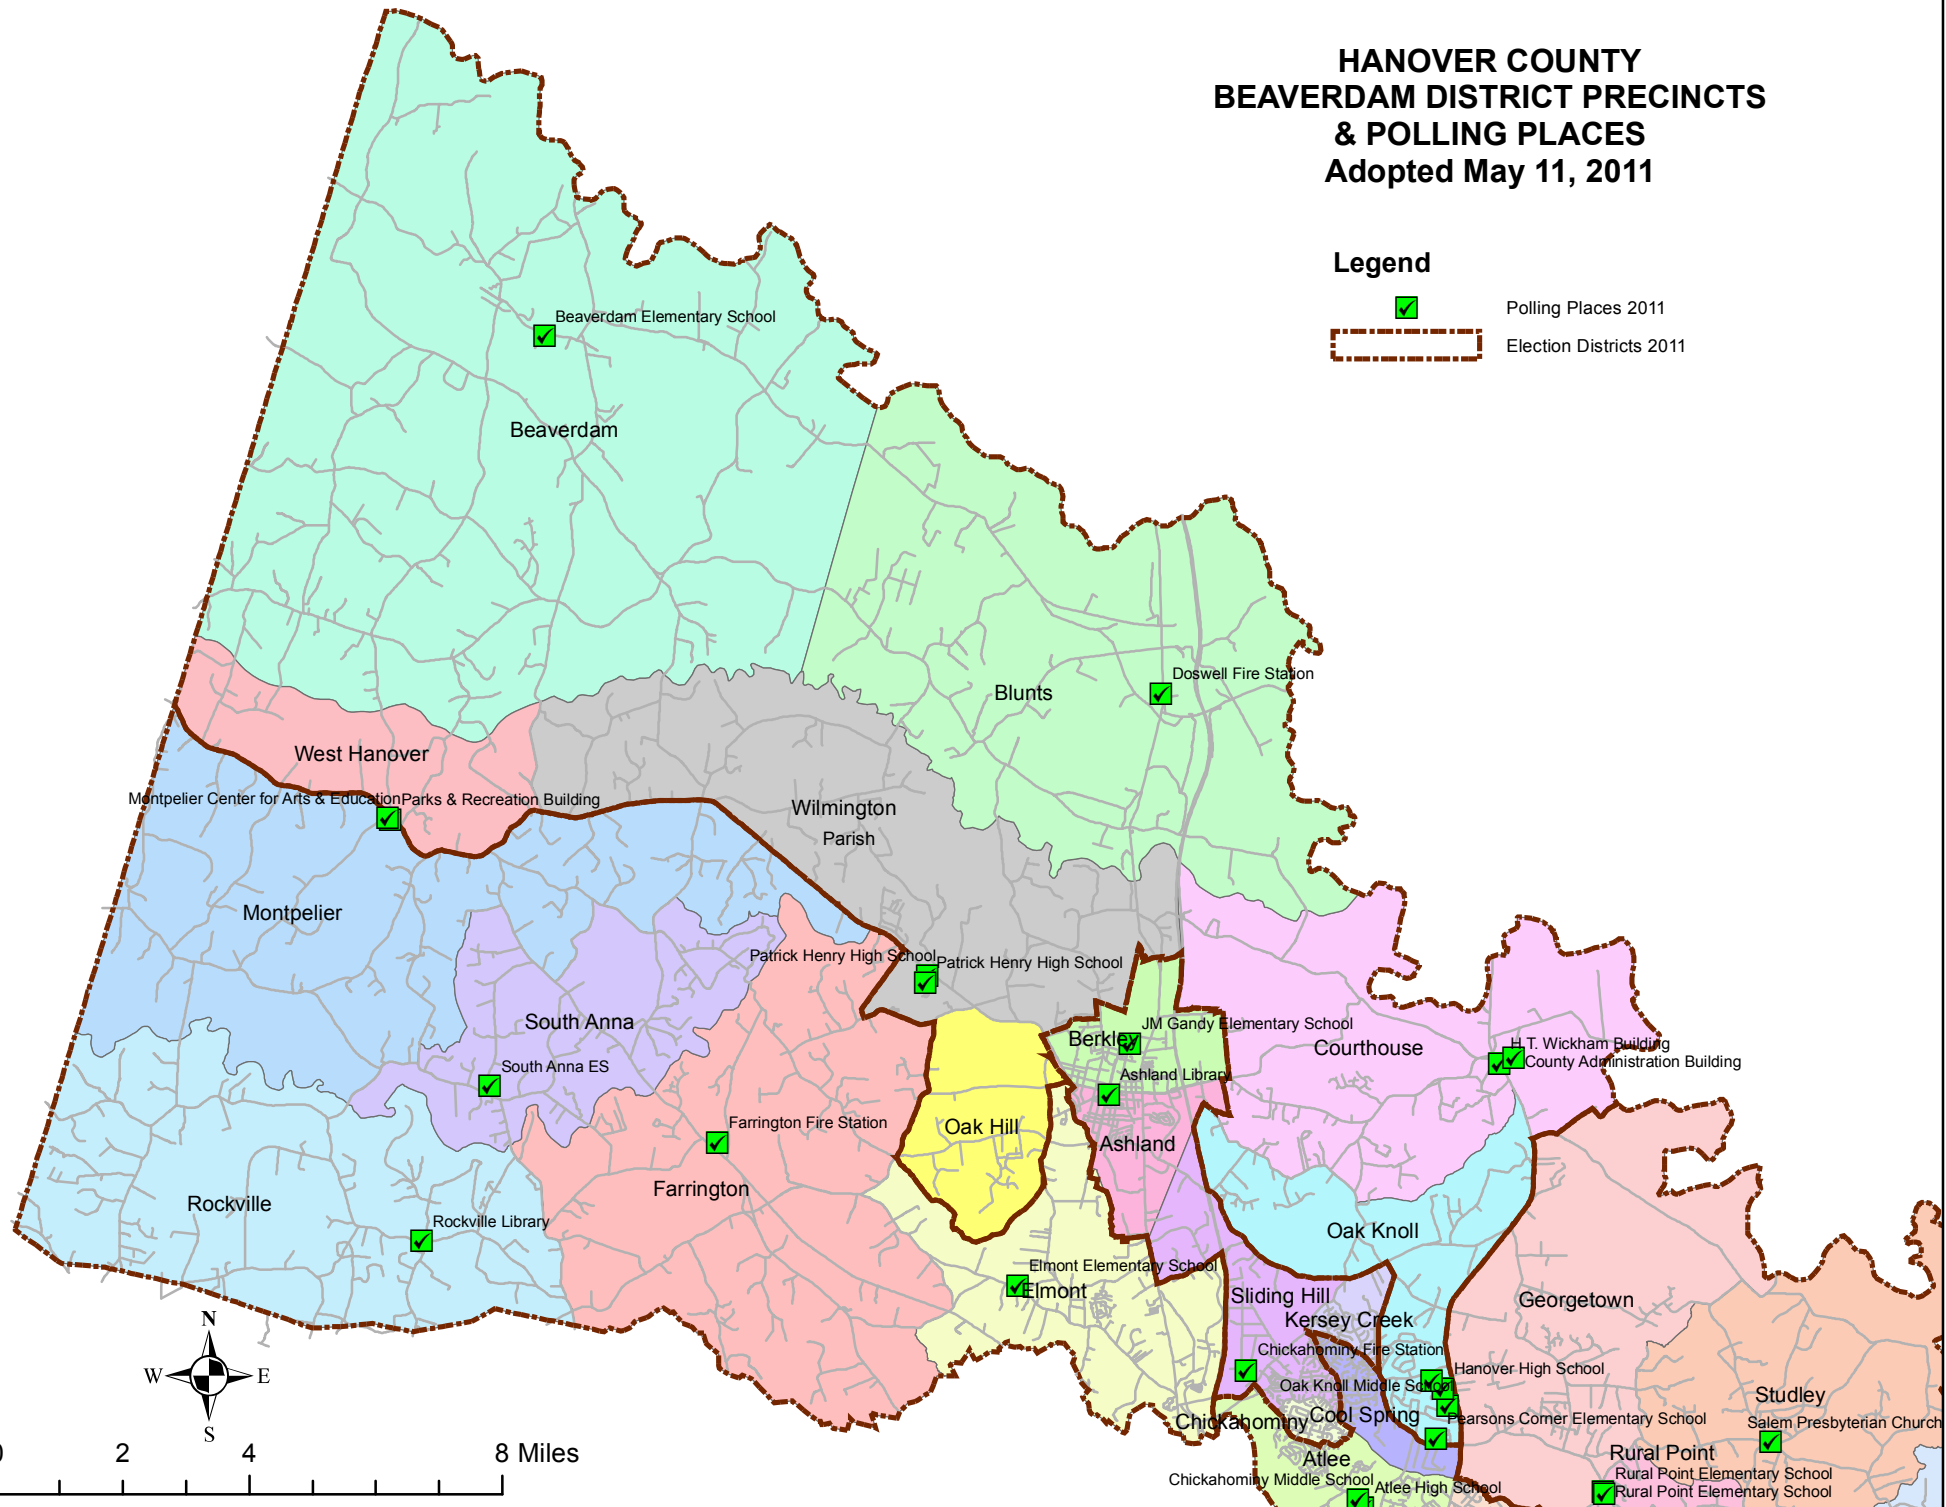 HANOVER COUNTY
BEAVERDAM DISTRICT PRECINCTS
& POLLING PLACES
Adopted May 11, 2011
Legend
Polling Places 2011
Election Districts 2011
Beaverdam Elementary School
Beaverdam
Doswell Fire Station
Blunts
West Hanover
Montpelier Center for Arts & Education
Parks & Recreation Building
Wilmington
Parish
Montpelier
Patrick Henry High School
Patrick Henry High School
South Anna
South Anna ES
JM Gandy Elementary School
Berkley
Courthouse
H.T. Wickham Building
County Administration Building
Ashland Library
Oak Hill
Ashland
Farrington Fire Station
Farrington
Rockville
Rockville Library
Oak Knoll
Elmont Elementary School
Elmont
Sliding Hill
Kersey Creek
Georgetown
Chickahominy Fire Station
Hanover High School
Oak Knoll Middle School
Studley
Chickahominy
Cool Spring
Pearsons Corner Elementary School
Salem Presbyterian Church
Rural Point
Atlee
Chickahominy Middle School
Atlee High School
Rural Point Elementary School
Rural Point Elementary School
N
W
E
S
0 2 4 8 Miles